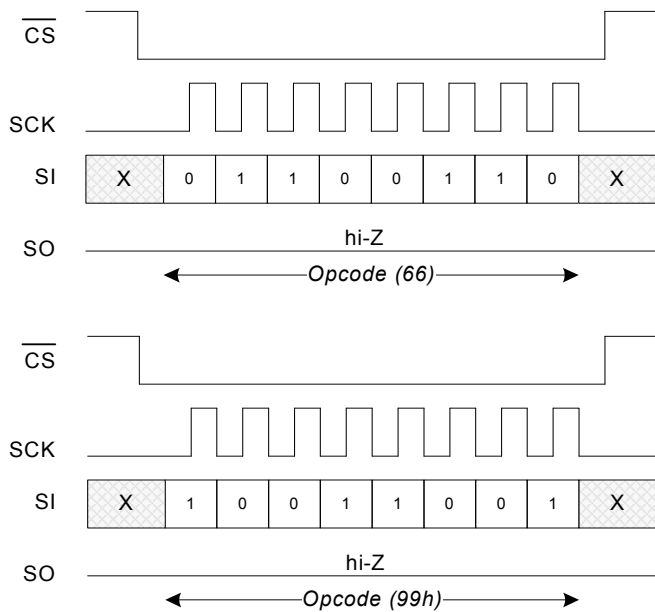 CS
SCK
SI X 0 1 1 0 0 1 1 0 X
SO hi-Z
Opcode (66)
CS
SCK
SI X 1 0 0 1 1 0 0 1 X
SO hi-Z
Opcode (99h)